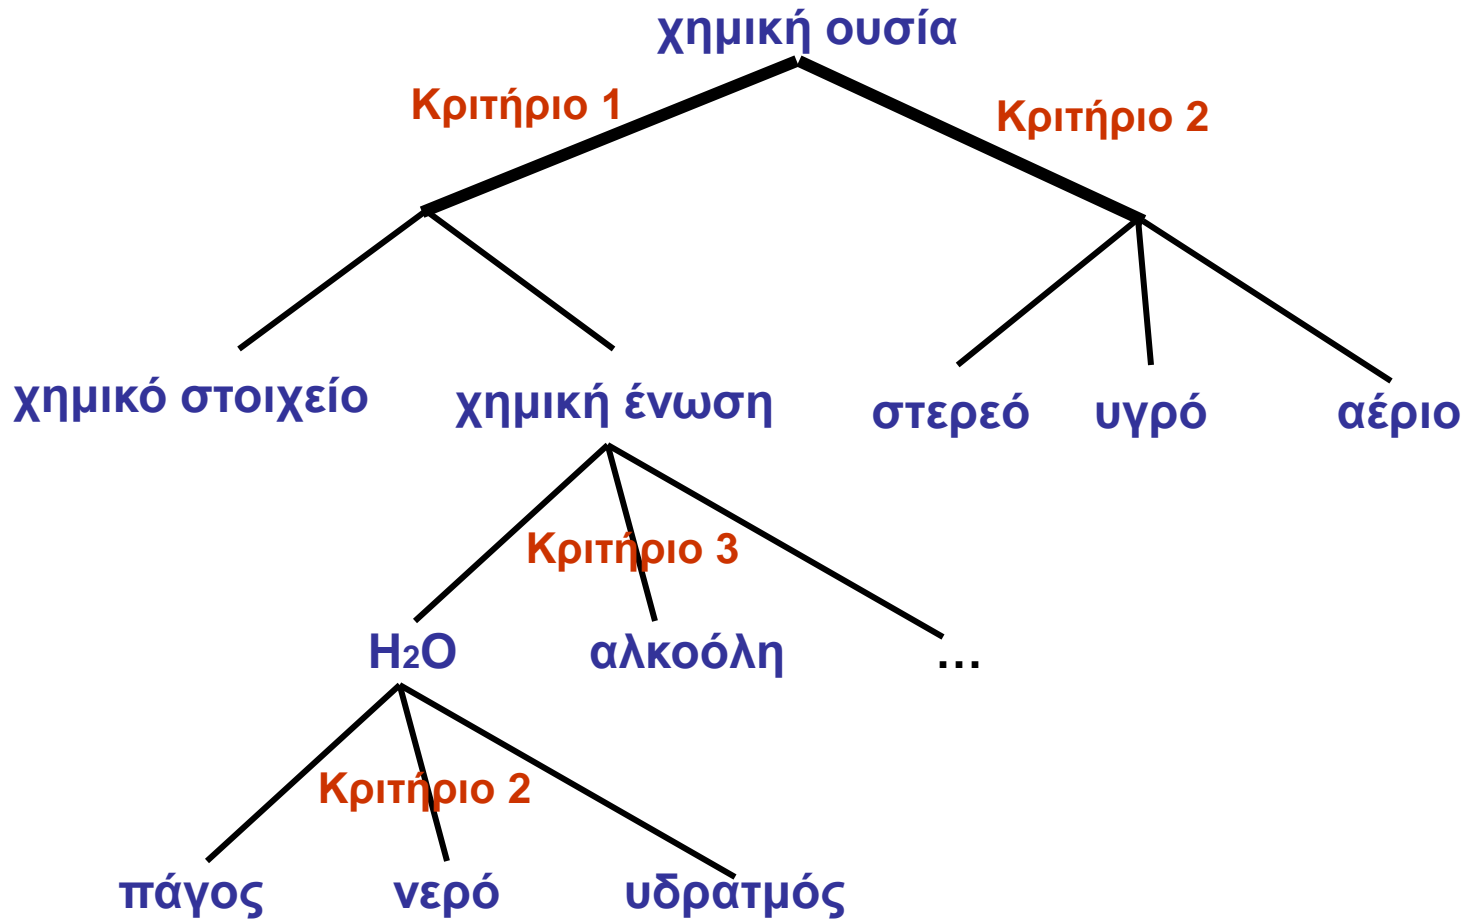 χημική ουσία
Κριτήριο 1
Κριτήριο 2
χημικό στοιχείο
χημική ένωση
στερεό
υγρό
αέριο
Κριτήριο 3
H₂O
αλκοόλη
...
Κριτήριο 2
πάγος
νερό
υδρατμός